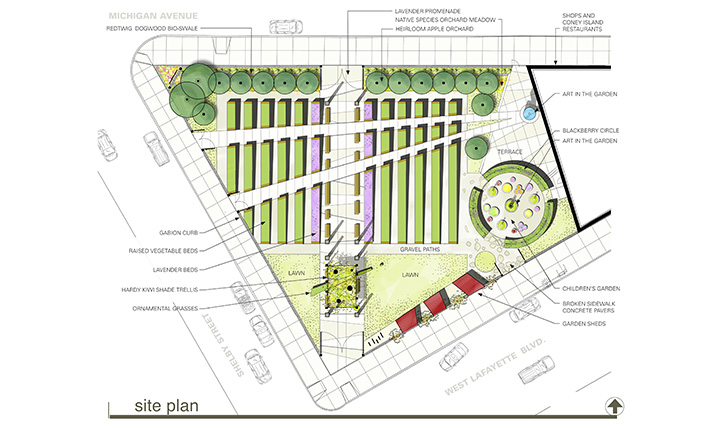 MICHIGAN AVENUE
REDTWIG DOGWOOD BIO-SWALE
LAVENDER PROMENADE
NATIVE SPECIES ORCHARD MEADOW
HEIRLOOM APPLE ORCHARD
SHOPS AND
CONEY ISLAND
RESTAURANTS
ART IN THE GARDEN
BLACKBERRY CIRCLE
ART IN THE GARDEN
TERRACE
GABION CURB
RAISED VEGETABLE BEDS
LAVENDER BEDS
GRAVEL PATHS
LAWN
LAWN
HARDY KIWI SHADE TRELLIS
ORNAMENTAL GRASSES
CHILDREN'S GARDEN
BROKEN SIDEWALK
CONCRETE PAVERS
GARDEN SHEDS
SHELBY STREET
WEST LAFAYETTE BLVD.
site plan